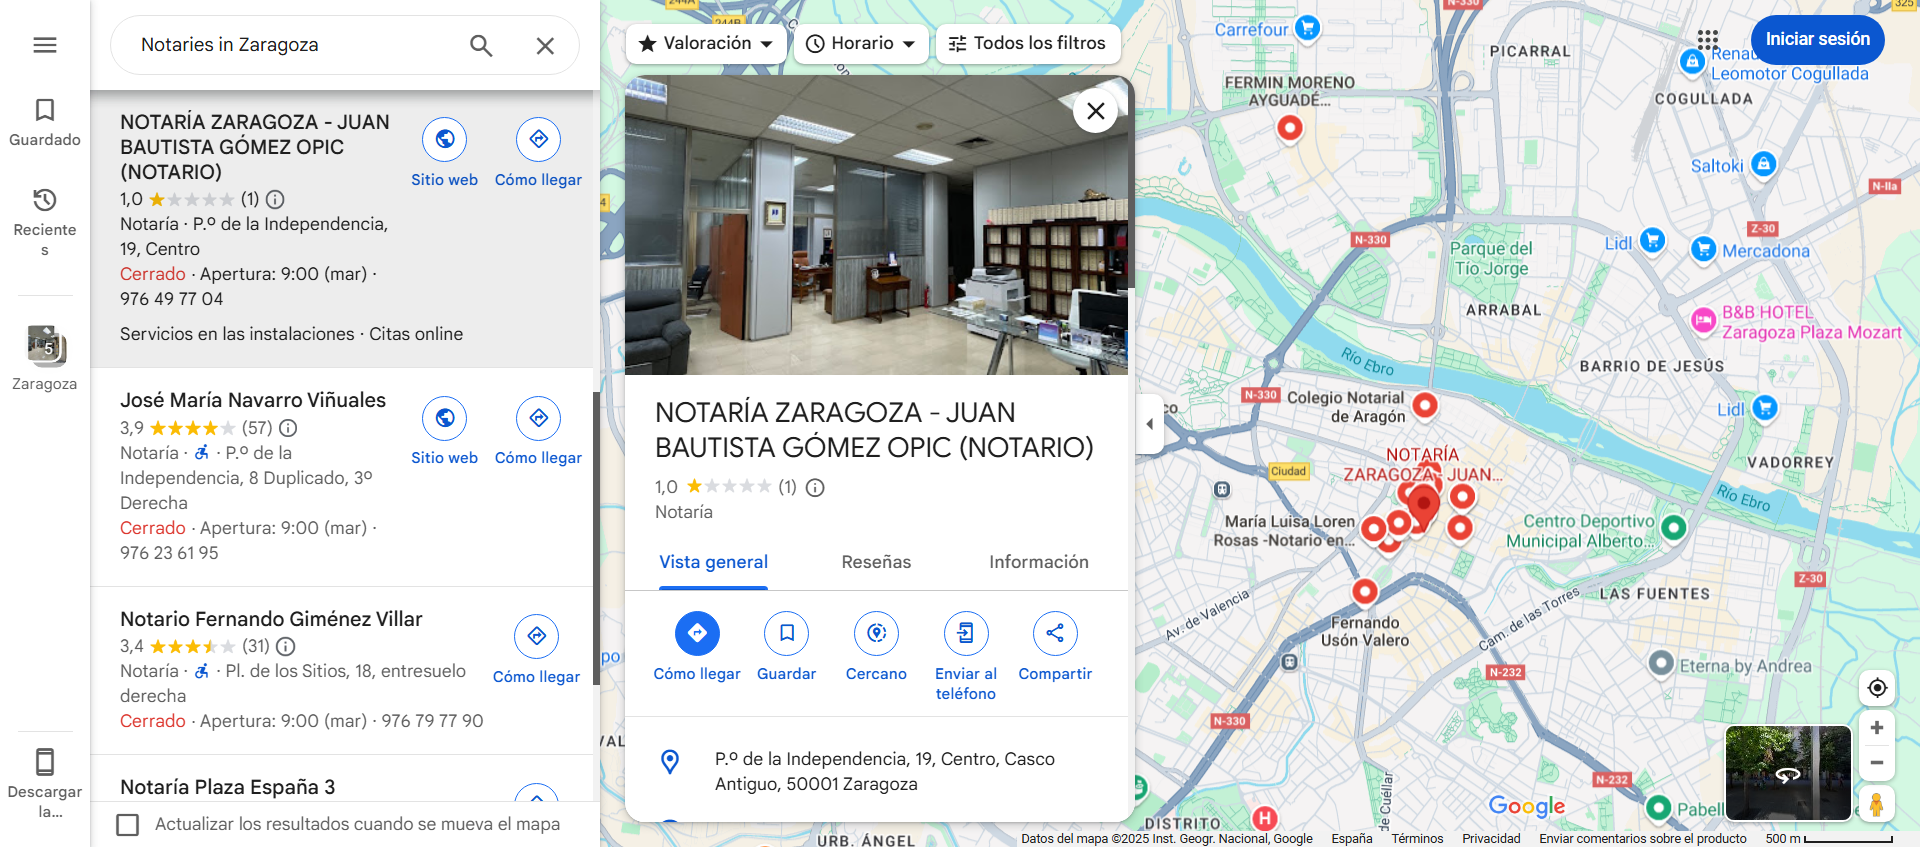 Notaries in Zaragoza
Guardado
Reciente
s
5
Zaragoza
Descargar
la...
NOTARÍA ZARAGOZA - JUAN
BAUTISTA GÓMEZ OPIC
(NOTARIO)
1,0 (1)
Notaría · P.º de la Independencia,
19, Centro
Cerrado · Apertura: 9:00 (mar) ·
976 49 77 04
Servicios en las instalaciones · Citas online
Sitio web
Cómo llegar
José María Navarro Viñuales
3,9 (57)
Notaría · P.º de la
Independencia, 8 Duplicado, 3º
Derecha
Cerrado · Apertura: 9:00 (mar) ·
976 23 61 95
Sitio web
Cómo llegar
Notario Fernando Giménez Villar
3,4 (31)
Notaría · Pl. de los Sitios, 18, entresuelo
derecha
Cerrado · Apertura: 9:00 (mar) · 976 79 77 90
Cómo llegar
Notaría Plaza España 3
Actualizar los resultados cuando se mueva el mapa
Valoración
Horario
Todos los filtros
NOTARÍA ZARAGOZA - JUAN
BAUTISTA GÓMEZ OPIC (NOTARIO)
1,0 (1)
Notaría
Vista general
Reseñas
Información
Cómo llegar
Guardar
Cercano
Enviar al
teléfono
Compartir
P.º de la Independencia, 19, Centro, Casco
Antiguo, 50001 Zaragoza
Iniciar sesión
244A
244B
N-330
325
Carrefour
PICARRAL
Leomotor Cogullada
COGULLADA
FERMIN MORENO
AYGUADÉ...
Saltoki
N-IIa
Z-30
N-330
Lidl
Mercadona
Parque del
Tío Jorge
ARRABAL
B&B HOTEL
Zaragoza Plaza Mozart
Río Ebro
BARRIO DE JESÚS
N-330
Colegio Notarial
de Aragón
Lidl
NOTARÍA
ZARAGOZA - JUAN...
VADORREY
Ciudad
Río Ebro
María Luisa Loren
Rosas -Notario en...
Centro Deportivo
Municipal Alberto...
Z-30
LAS FUENTES
Av. de Valencia
Cam. de las Torres
Fernando
Usón Valero
N-232
Eterna by Andrea
N-330
N-232
de Cuéllar
Google
DISTRITO
H
URB. ÁNGEL
Datos del mapa ©2025 Inst. Geogr. Nacional, Google
España
Términos
Privacidad
Enviar comentarios sobre el producto
500 m